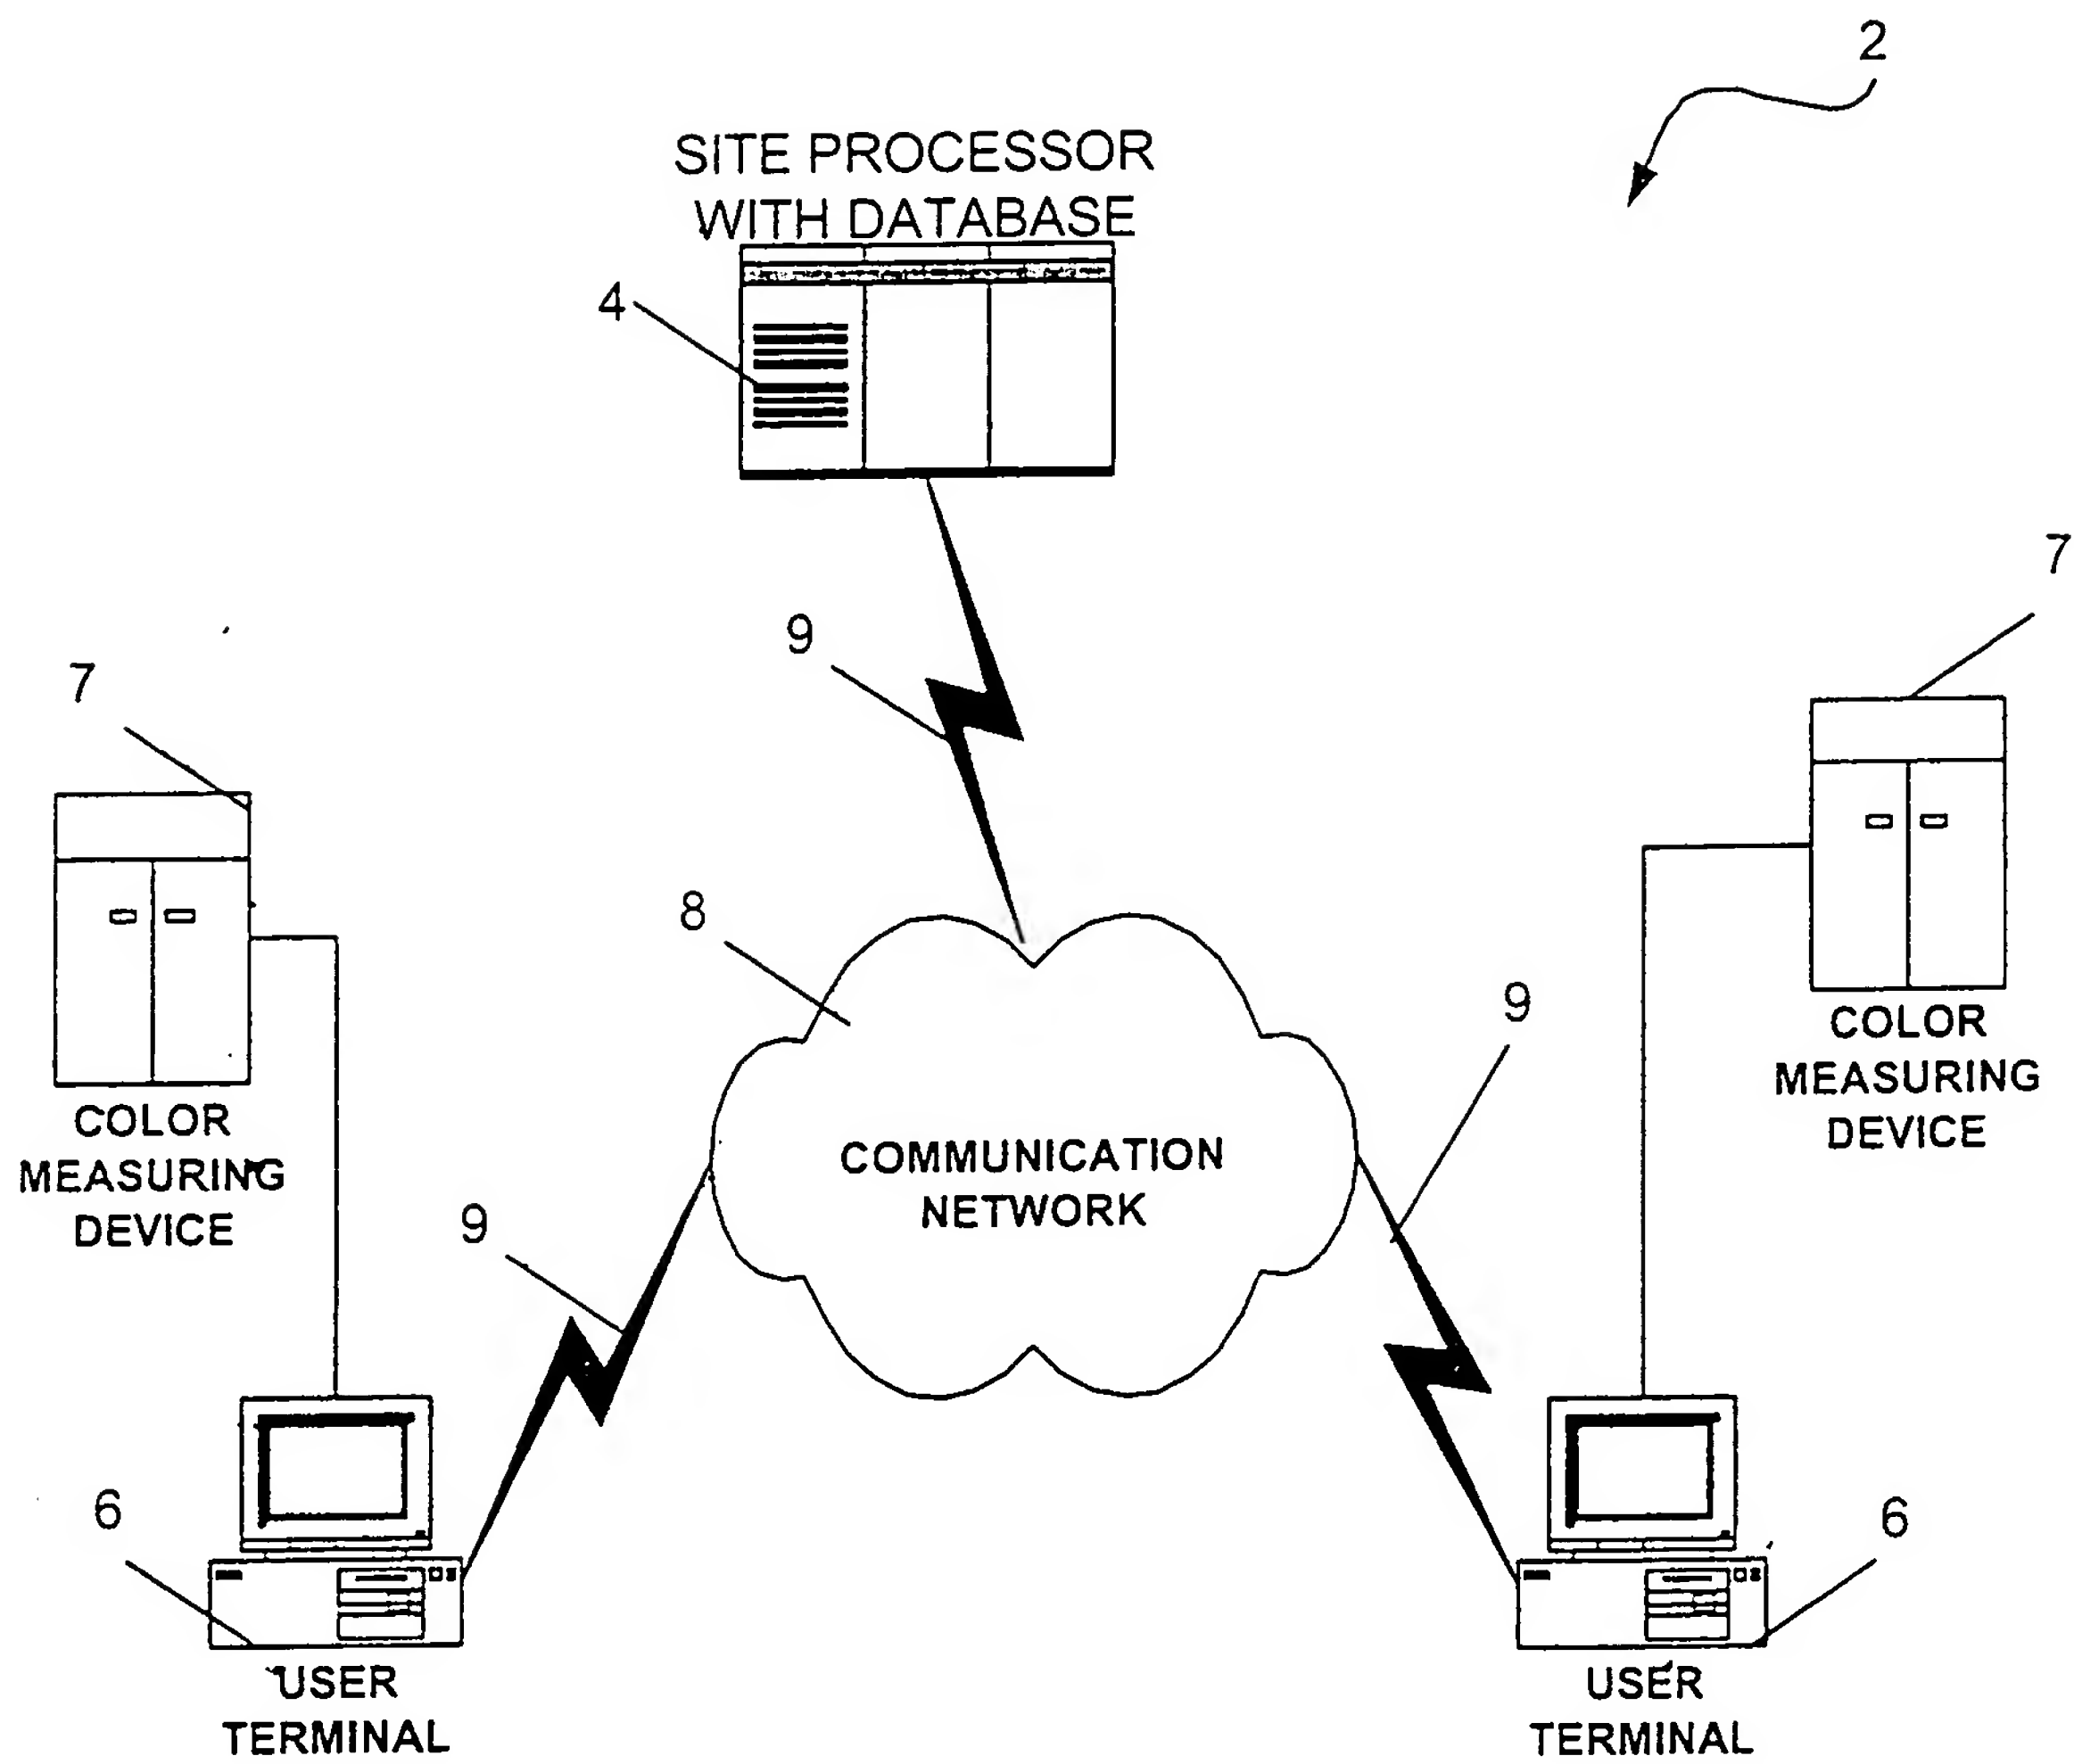 2
SITE PROCESSOR
WITH DATABASE
4
7
9
7
8
9
COLOR
MEASURING
DEVICE
COLOR
MEASURING
DEVICE
COMMUNICATION
NETWORK
9
6
6
USER
TERMINAL
USER
TERMINAL